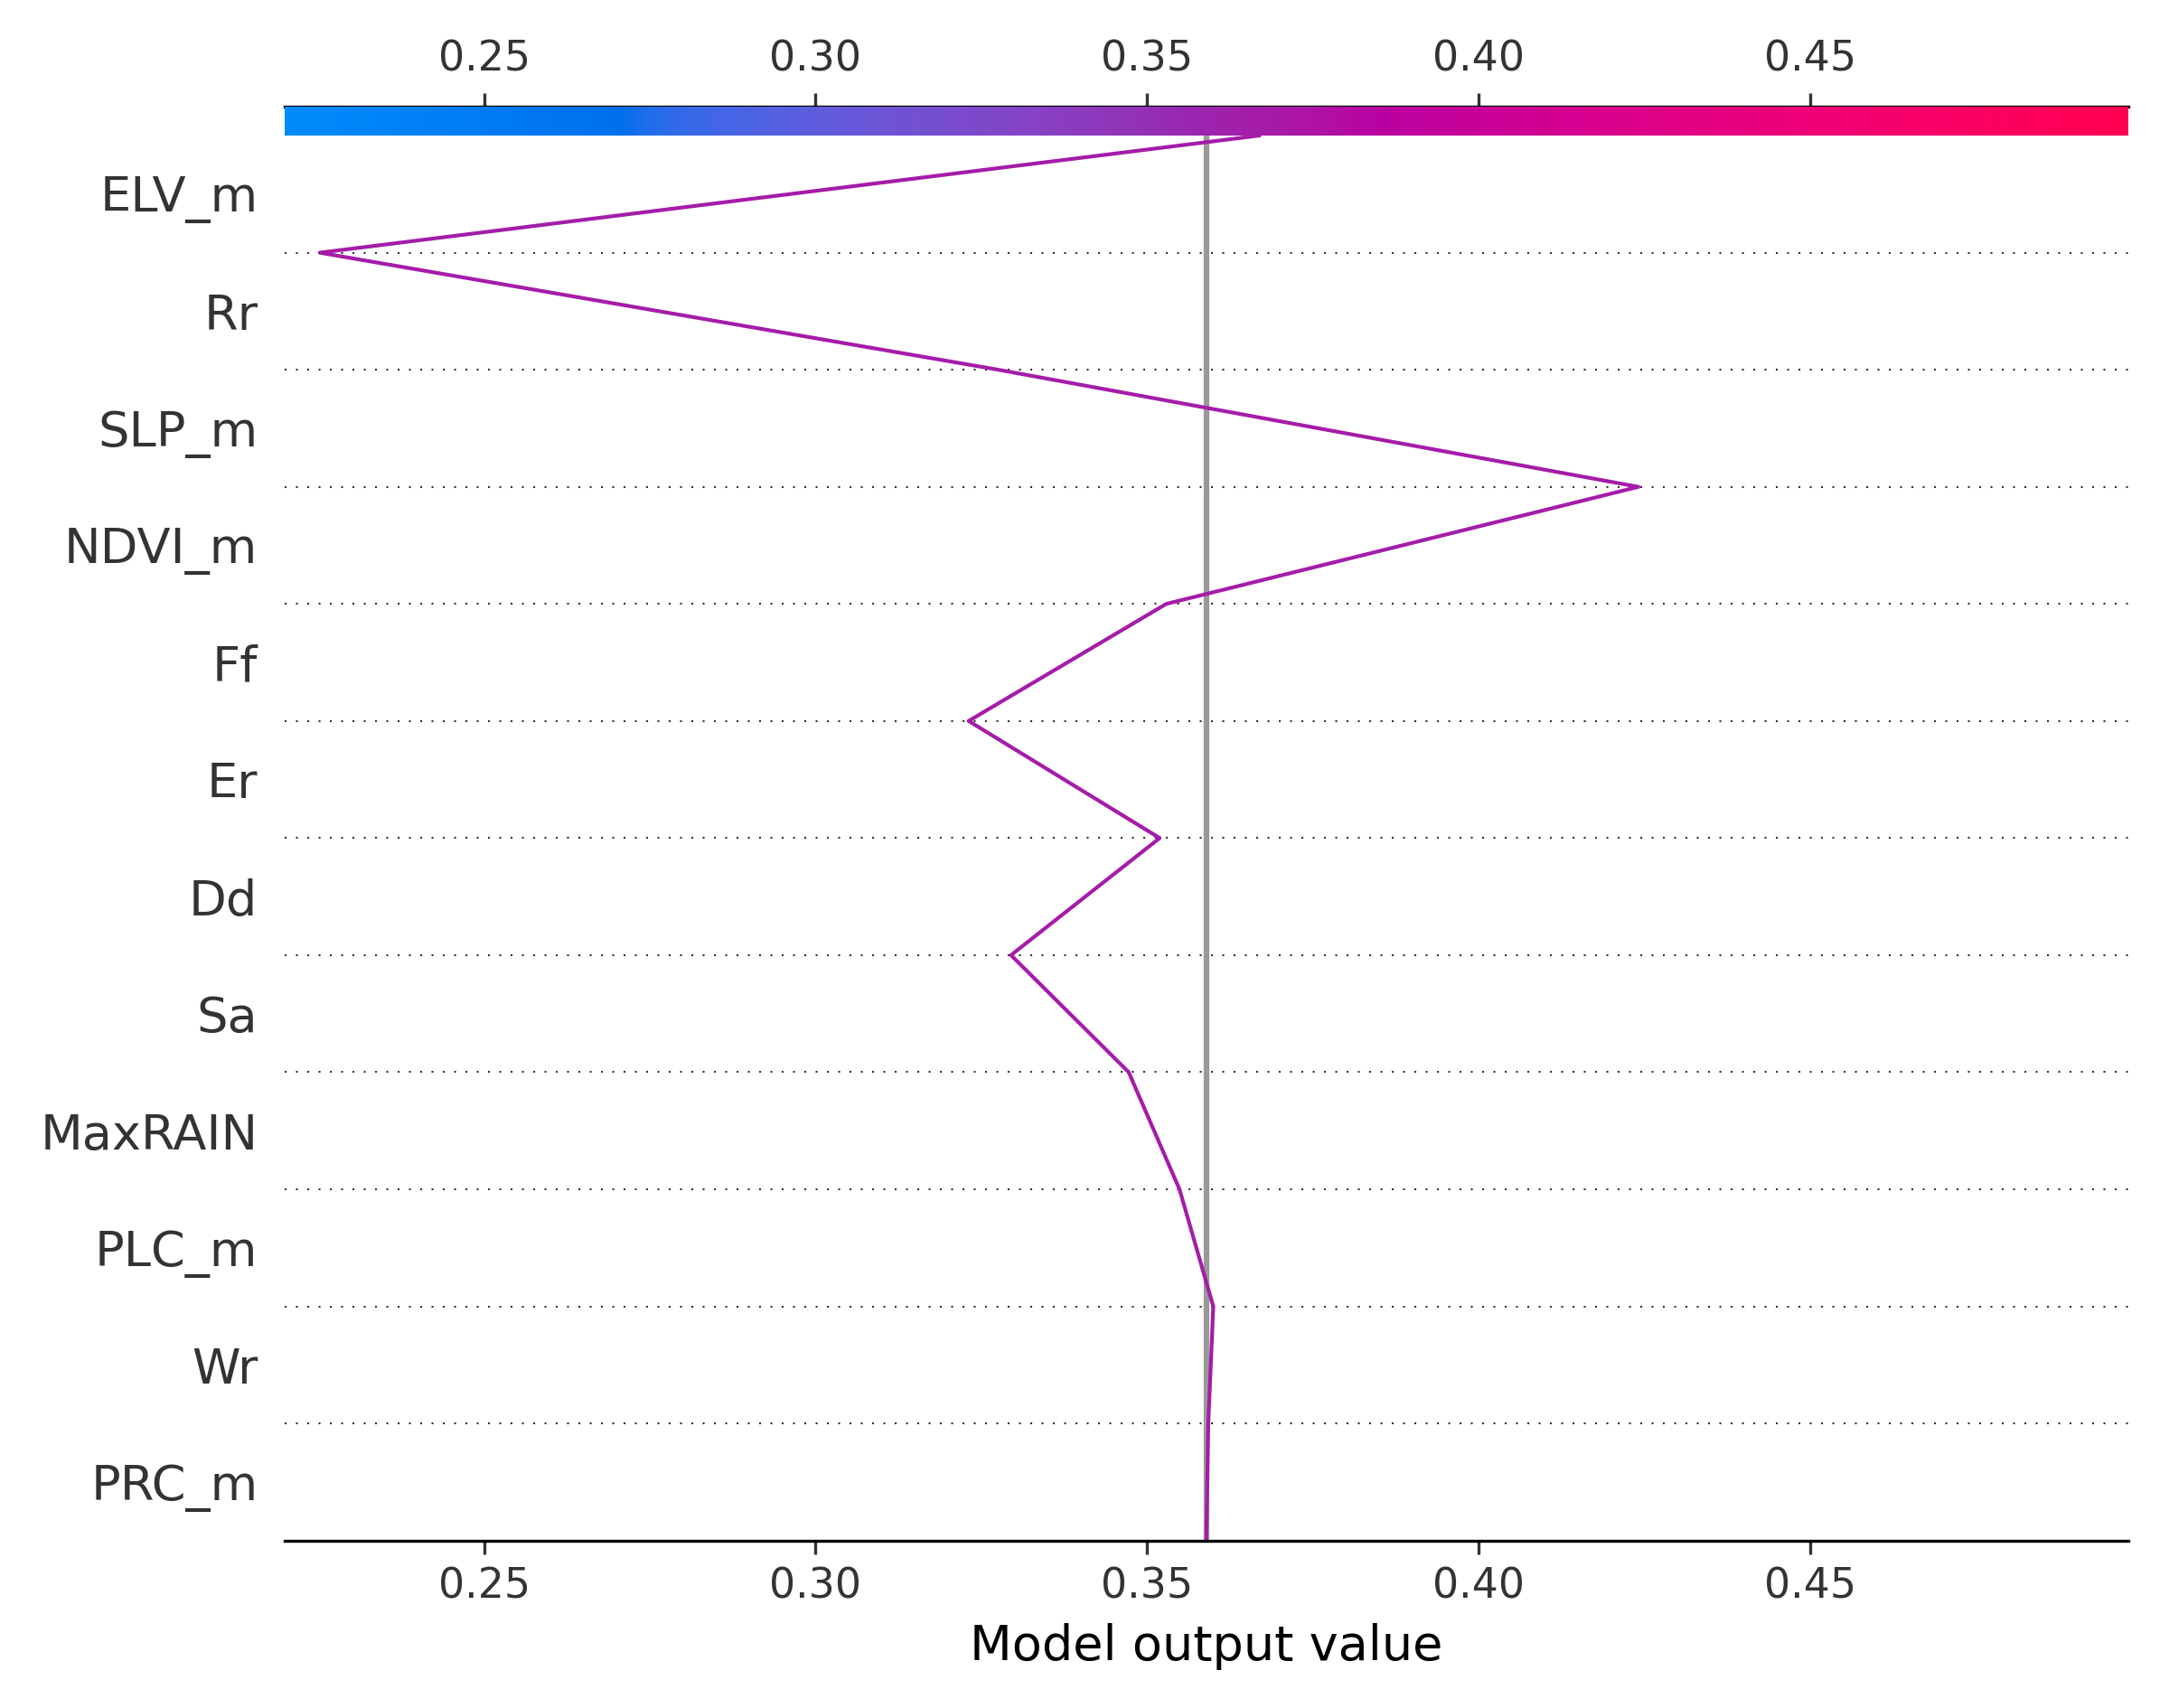 0.25 0.30 0.35 0.40 0.45
ELV_m
Rr
SLP_m
NDVI_m
Ff
Er
Dd
Sa
MaxRAIN
PLC_m
Wr
PRC_m
0.25 0.30 0.35 0.40 0.45
Model output value